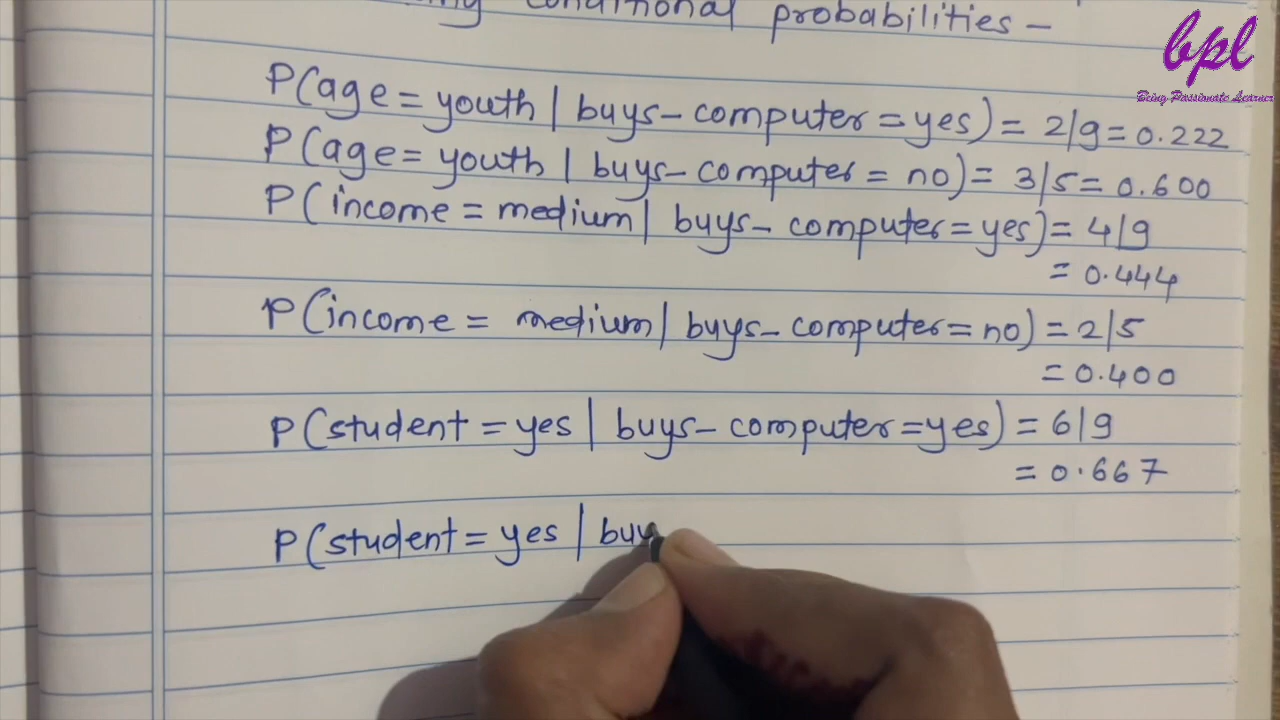 conditional probabilities –
bpl
Being Passionate Learner
P(age = youth | buys – computer = yes) = 2/9 = 0.222
P(age = youth | buys – computer = no) = 3/5 = 0.600
P(income = medium | buys – computer = yes) = 4/9
= 0.444
P(income = medium | buys – computer = no) = 2/5
= 0.400
P(student = yes | buys – computer = yes) = 6/9
= 0.667
P(student = yes | buy